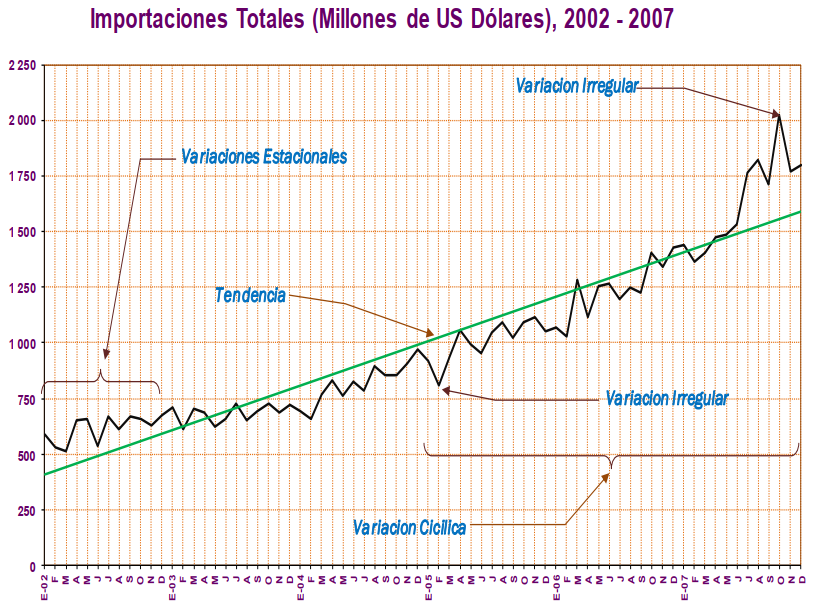 Importaciones Totales (Millones de US Dólares), 2002 - 2007
2 250
Variacion Irregular
2 000
Variaciones Estacionales
1 750
1 500
Tendencia
1 250
1 000
750
Variacion Irregular
500
Variacion Cicilica
250
0
E-02 F M A M J J A S O N D E-03 F M A M J J A S O N D E-04 F M A M J J A S O N D E-05 F M A M J J A S O N D E-06 F M A M J J A S O N D E-07 F M A M J J A S O N D